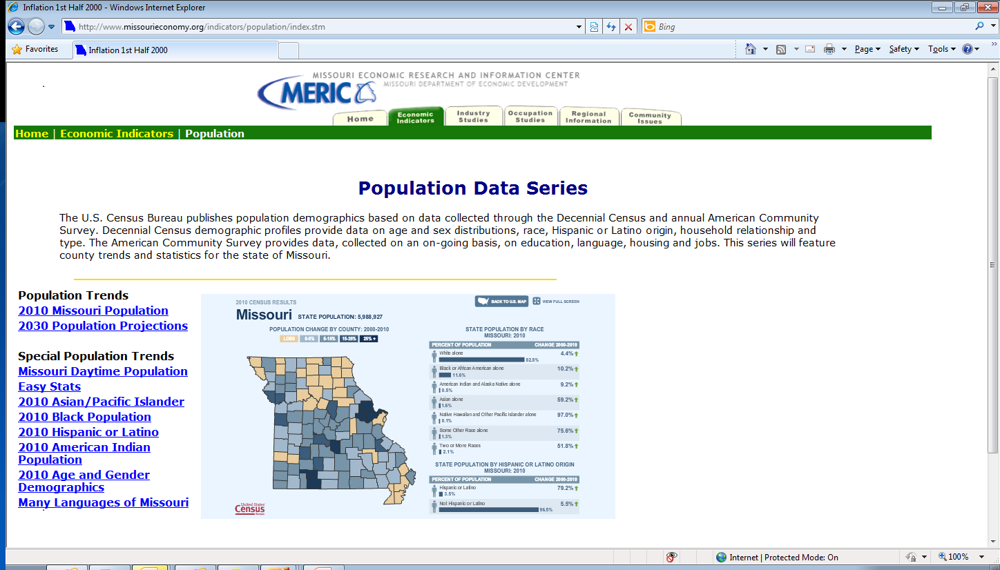 Inflation 1st Half 2000 - Windows Internet Explorer
http://www.missourieconomy.org/indicators/population/index.stm
Bing
Favorites
Inflation 1st Half 2000
Page
Safety
Tools
MISSOURI ECONOMIC RESEARCH AND INFORMATION CENTER
MISSOURI DEPARTMENT OF ECONOMIC DEVELOPMENT
MERIC
Home
Economic Indicators
Industry Studies
Occupation Studies
Regional Information
Community Issues
Home | Economic Indicators | Population
Population Data Series
The U.S. Census Bureau publishes population demographics based on data collected through the Decennial Census and annual American Community
Survey. Decennial Census demographic profiles provide data on age and sex distributions, race, Hispanic or Latino origin, household relationship and
type. The American Community Survey provides data, collected on an on-going basis, on education, language, housing and jobs. This series will feature
county trends and statistics for the state of Missouri.
Population Trends
2010 Missouri Population
2030 Population Projections
Special Population Trends
Missouri Daytime Population
Easy Stats
2010 Asian/Pacific Islander
2010 Black Population
2010 Hispanic or Latino
2010 American Indian
Population
2010 Age and Gender
Demographics
Many Languages of Missouri
2010 CENSUS RESULTS
BACK TO U.S. MAP
VIEW FULL SCREEN
Missouri STATE POPULATION: 5,988,927
POPULATION CHANGE BY COUNTY: 2000-2010
LOSS 0-5% 5-15% 15-25% 25% +
STATE POPULATION BY RACE
MISSOURI: 2010
PERCENT OF POPULATION CHANGE 2000-2010
White alone 4.4%
82.8%
Black or African American alone 10.2%
11.6%
American Indian and Alaska Native alone 9.2%
0.5%
Asian alone 59.2%
1.6%
Native Hawaiian and Other Pacific Islander alone 97.0%
0.1%
Some Other Race alone 75.6%
1.3%
Two or More Races 51.8%
2.1%
STATE POPULATION BY HISPANIC OR LATINO ORIGIN
MISSOURI: 2010
PERCENT OF POPULATION CHANGE 2000-2010
Hispanic or Latino 79.2%
3.5%
Not Hispanic or Latino 5.5%
96.5%
United States
Census
Bureau
Internet | Protected Mode: On
100%